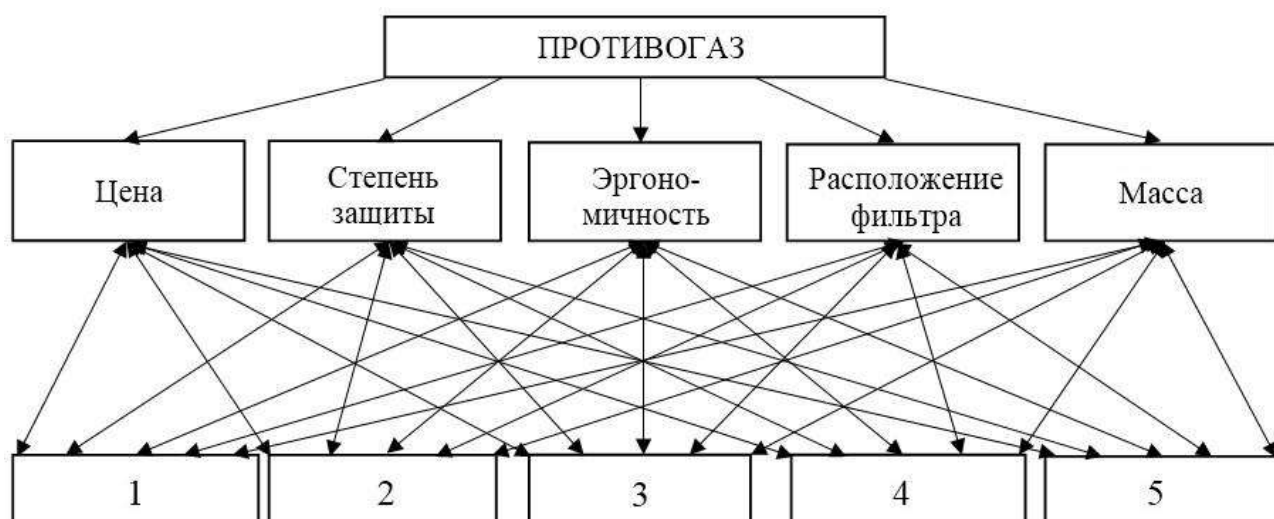 ПРОТИВОГАЗ
Цена
Степень
защиты
Эргоно-
мичность
Расположение
фильтра
Масса
1
2
3
4
5